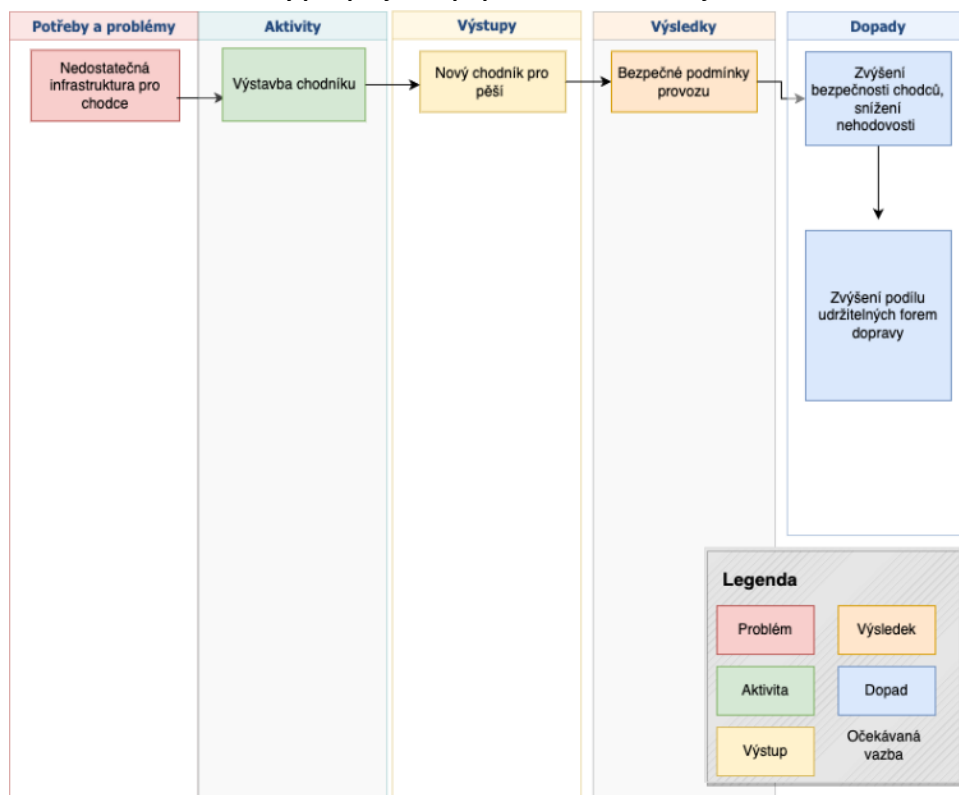 Potřeby a problémy
Aktivity
Výstupy
Výsledky
Dopady
Nedostatečná
infrastruktura pro
chodce
Výstavba chodníku
Nový chodník pro
pěší
Bezpečné podmínky
provozu
Zvýšení
bezpečnosti chodců,
snížení
nehodovosti
Zvýšení podílu
udržitelných forem
dopravy
Legenda
Problém
Výsledek
Aktivita
Dopad
Výstup
Očekávaná
vazba